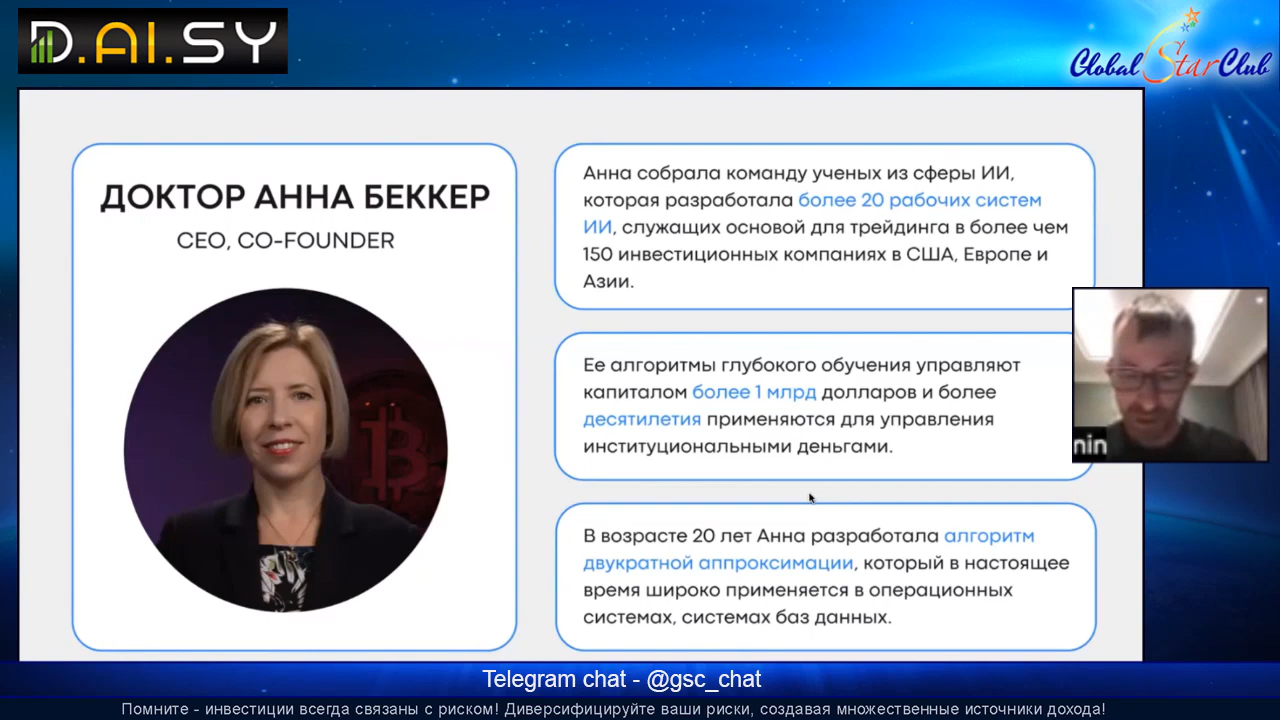 D.AI.SY
Global Star Club
ДОКТОР АННА БЕККЕР
CEO, CO-FOUNDER
Анна собрала команду ученых из сферы ИИ,
которая разработала более 20 рабочих систем
ИИ, служащих основой для трейдинга в более чем
150 инвестиционных компаниях в США, Европе и
Азии.
Ее алгоритмы глубокого обучения управляют
капиталом более 1 млрд долларов и более
десятилетия применяются для управления
институциональными деньгами.
В возрасте 20 лет Анна разработала алгоритм
двукратной аппроксимации, который в настоящее
время широко применяется в операционных
системах, системах баз данных.
nin
Telegram chat - @gsc_chat
Помните - инвестиции всегда связаны с риском! Диверсифицируйте ваши риски, создавая множественные источники дохода!